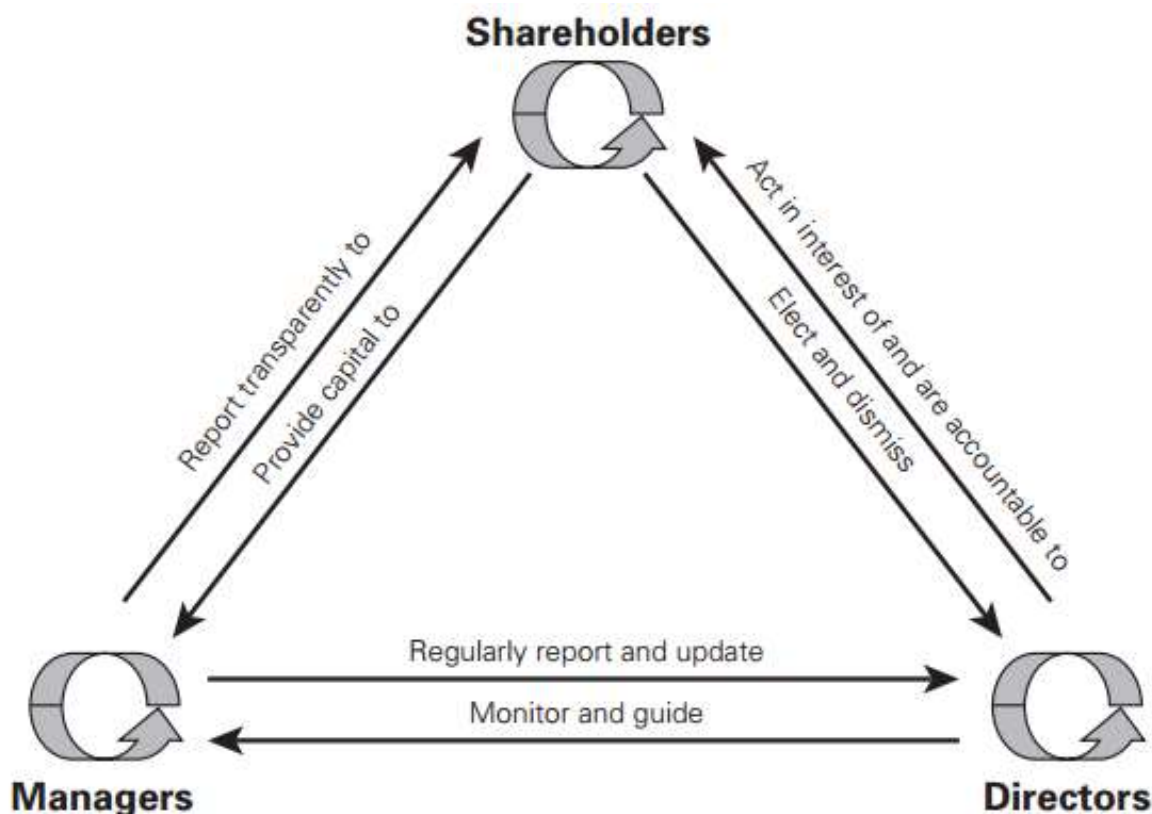 Shareholders
Report transparently to
Provide capital to
Elect and dismiss
Act in interest of and are accountable to
Regularly report and update
Monitor and guide
Managers
Directors